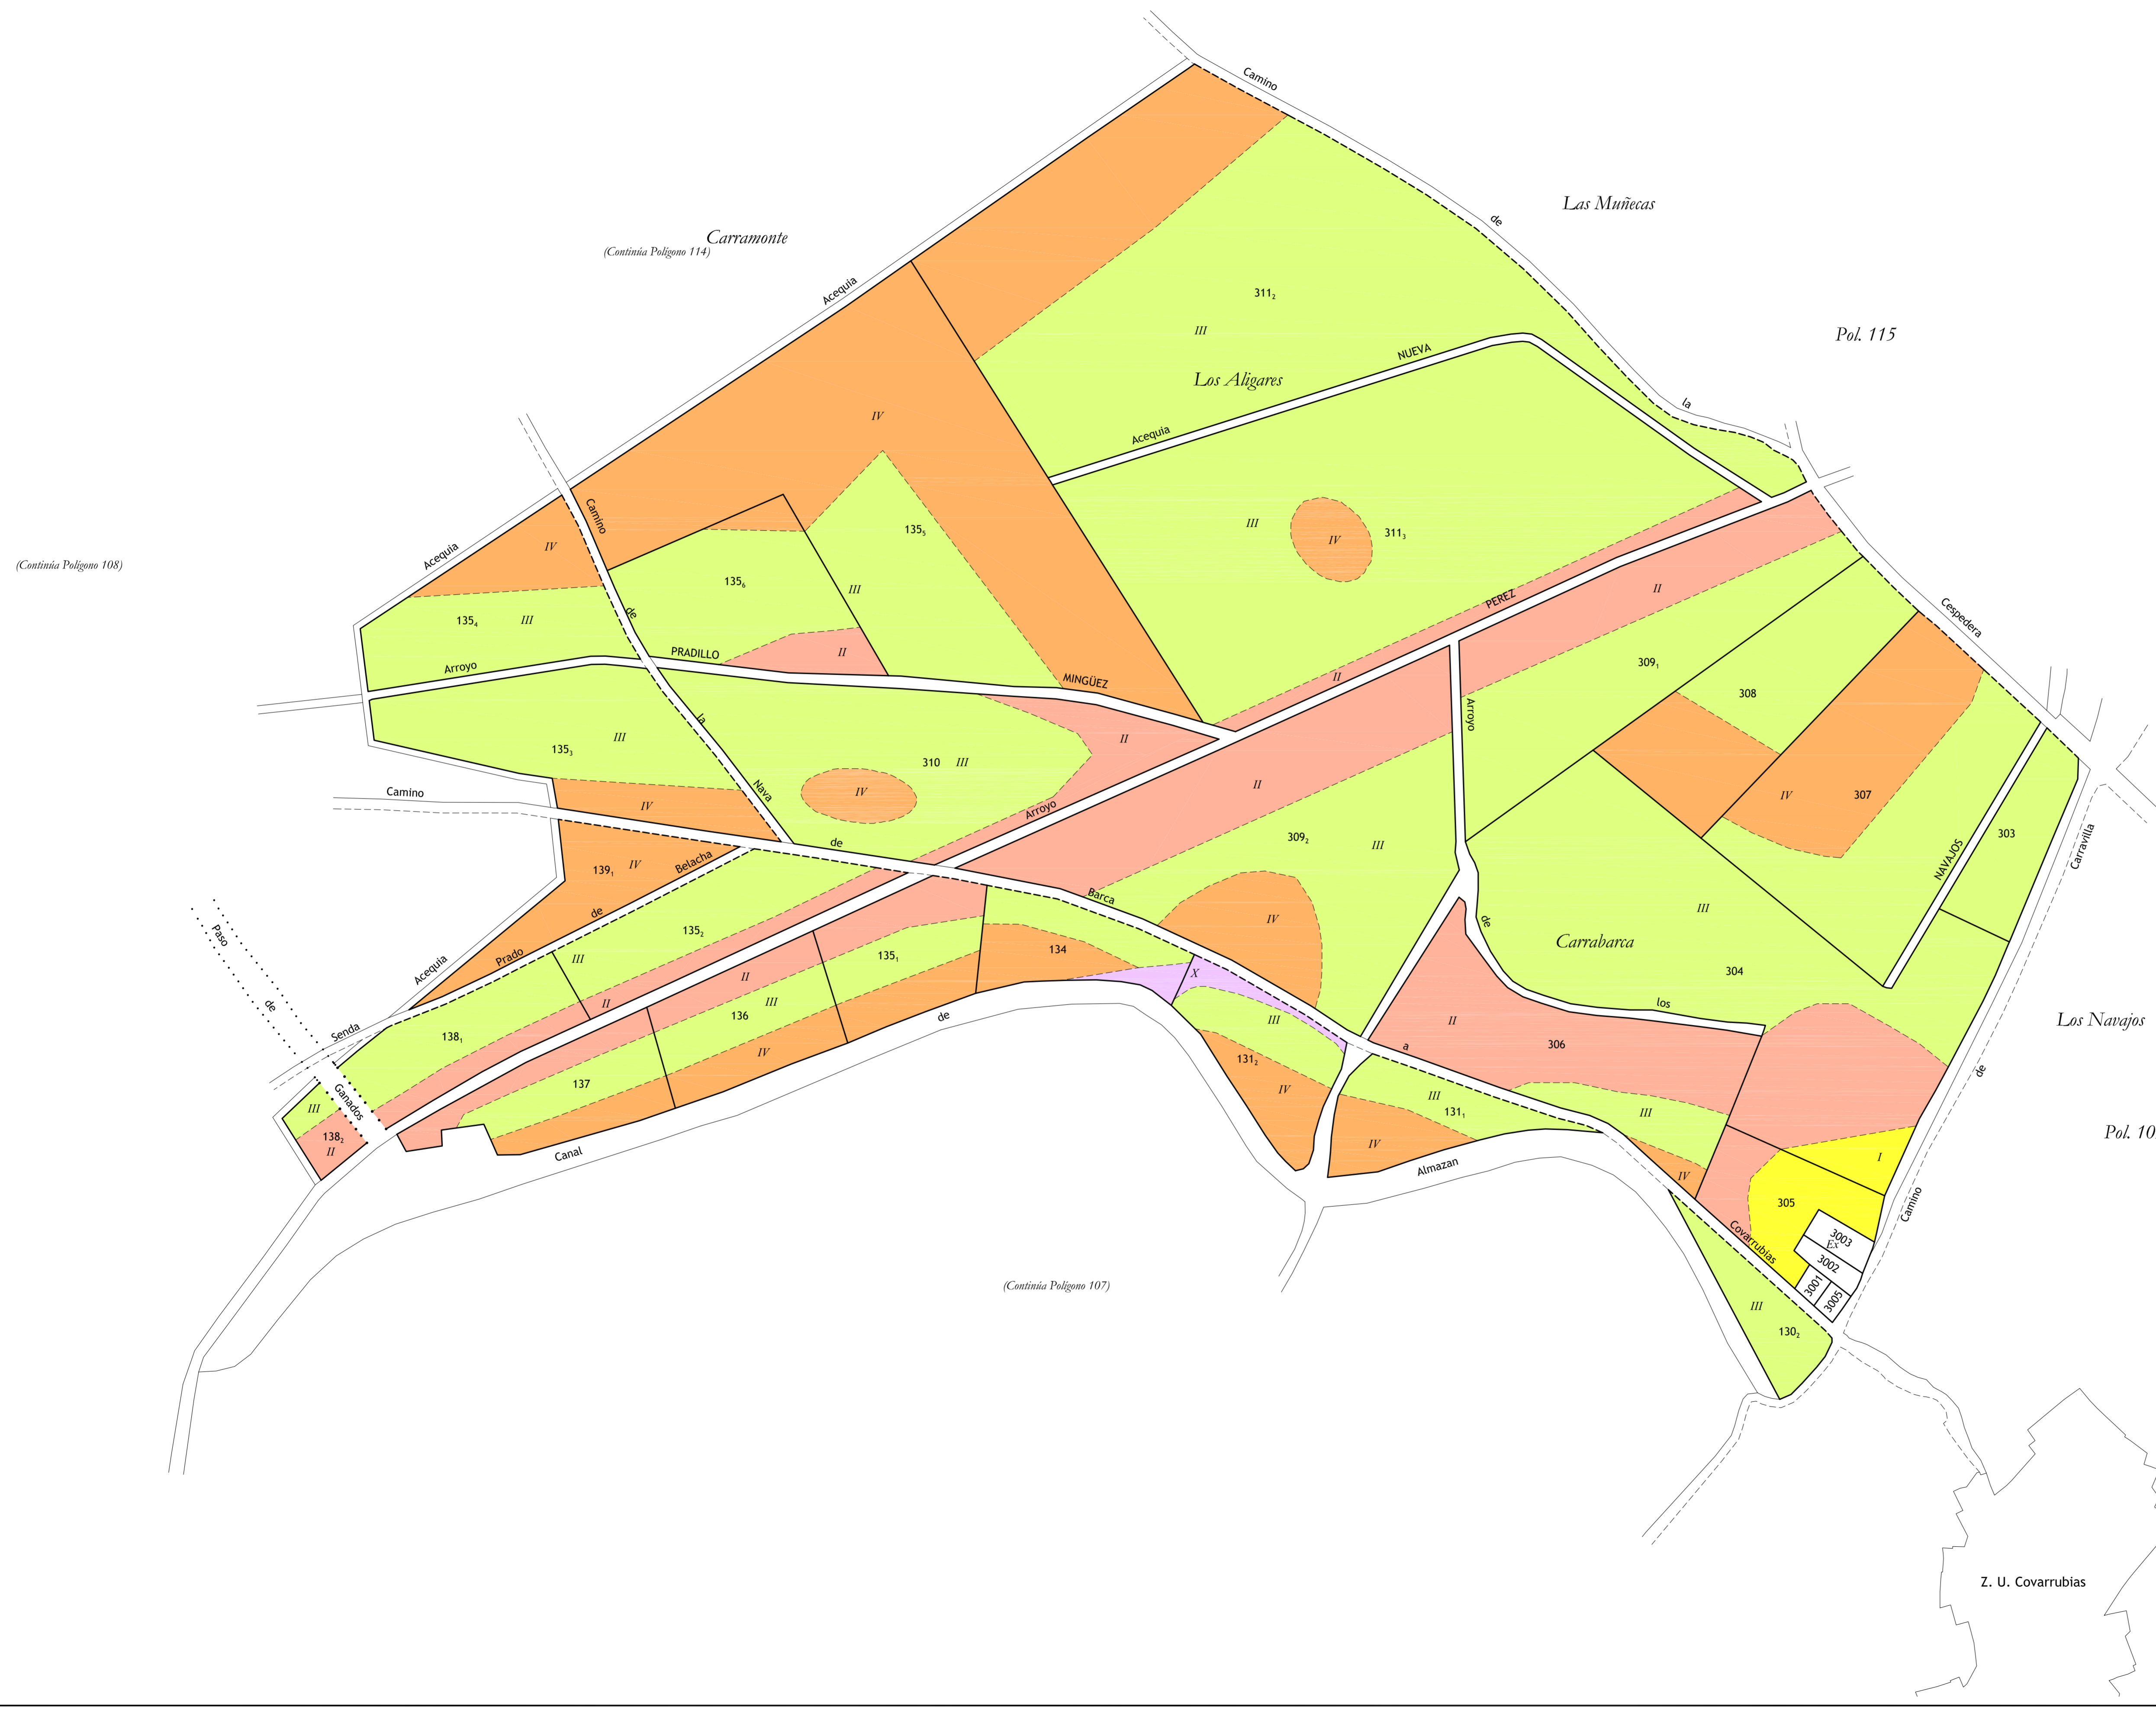 Camino
de
la
Cespedera
Las Muñecas
Carramonte
(Continúa Polígono 114)
Acequia
311₂
III
Pol. 115
NUEVA
Los Aligares
Acequia
IV
Camino
135₅
III
IV
311₃
Acequia
IV
(Continúa Polígono 108)
135₆
III
II
PEREZ
135₄
III
de
Arroyo
PRADILLO
II
MINGÜEZ
II
309₁
308
la
Arroyo
135₃
III
II
310
III
Nava
IV
IV
II
IV
307
Camino
Arroyo
303
de
309₂
III
Carravilla
NAVAJOS
139₁
IV
Belacha
Barca
III
de
IV
de
Paso
135₂
Carrabarca
134
Prado
III
135₁
304
Acequia
II
X
de
II
III
los
Senda
136
de
III
II
Los Navajos
138₁
306
a
IV
131₂
de
137
IV
III
Ganados
III
131₁
III
138₂
II
Pol. 10
IV
Canal
Almazan
I
IV
305
Camino
Covarrubias
3003
Ex
3002
3001
3005
(Continúa Polígono 107)
III
130₂
Z. U. Covarrubias